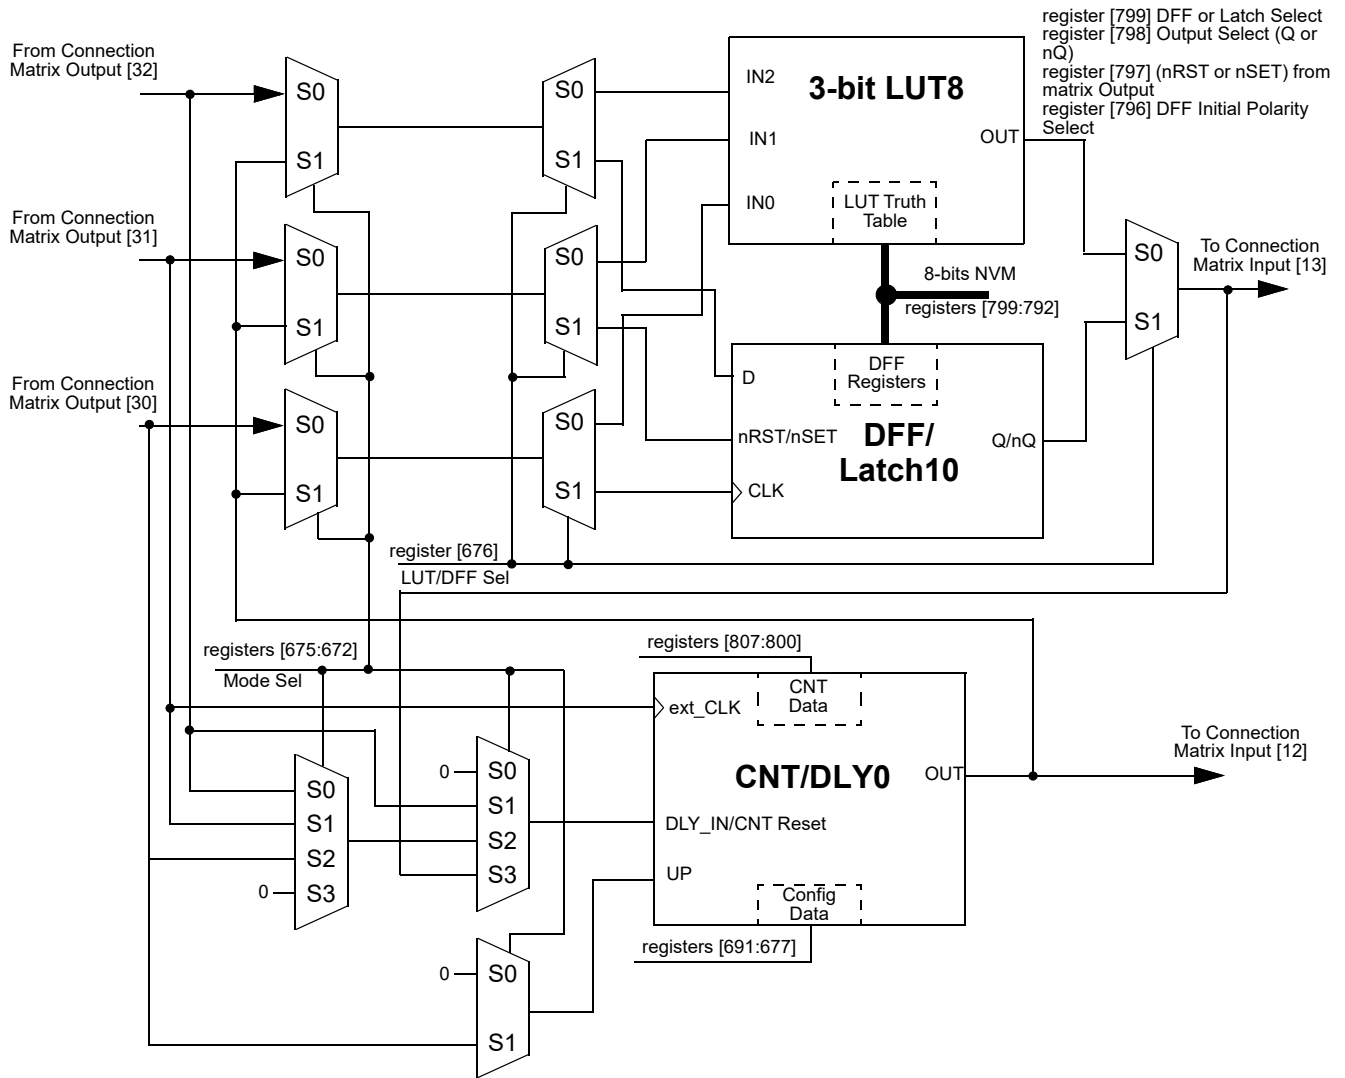 register [799] DFF or Latch Select
register [798] Output Select (Q or
nQ)
register [797] (nRST or nSET) from
matrix Output
register [796] DFF Initial Polarity
Select
From Connection
Matrix Output [32]
S0
S1
S0
S1
IN2
IN1
IN0
3-bit LUT8
OUT
LUT Truth
Table
From Connection
Matrix Output [31]
S0
S1
S0
S1
8-bits NVM
registers [799:792]
S0
S1
To Connection
Matrix Input [13]
From Connection
Matrix Output [30]
S0
S1
S0
S1
D
nRST/nSET
CLK
DFF
Registers
DFF/
Latch10
Q/nQ
register [676]
LUT/DFF Sel
registers [675:672]
Mode Sel
registers [807:800]
CNT
Data
ext_CLK
CNT/DLY0
OUT
To Connection
Matrix Input [12]
DLY_IN/CNT Reset
UP
Config
Data
registers [691:677]
S0
S1
S2
0
S3
0
S0
S1
S2
S3
0
S0
S1